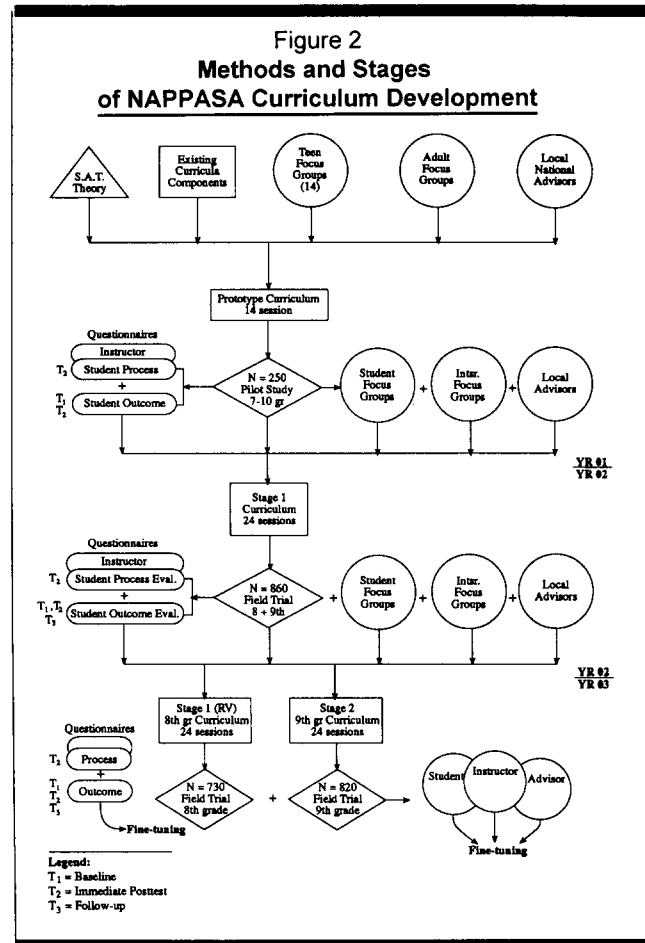 Figure 2
Methods and Stages
of NAPPASA Curriculum Development
S.A.T.
Theory
Existing
Curricula
Components
Teen
Focus
Groups
(14)
Adult
Focus
Groups
Local
National
Advisors
Prototype Curriculum
14 session
Questionnaires
Instructor
T2 Student Process
+
T1
T2
Student Outcome
N = 250
Pilot Study
7-10 gr
Student
Focus
Groups
+
Intsr.
Focus
Groups
+
Local
Advisors
YR 01
YR 02
Stage 1
Curriculum
24 sessions
Questionnaires
Instructor
T2 Student Process Eval.
+
T1, T2
T3
Student Outcome Eval.
N = 860
Field Trial
8 + 9th
+
Student
Focus
Groups
+
Intsr.
Focus
Groups
+
Local
Advisors
YR 02
YR 03
Stage 1 (RV)
8th gr Curriculum
24 sessions
Stage 2
9th gr Curriculum
24 sessions
Questionnaires
T2 Process
+
T1
T2
T3
Outcome
Fine-tuning
N = 730
Field Trial
8th grade
+
N = 820
Field Trial
9th grade
Student
Instructor
Advisor
Fine-tuning
Legend:
T1 = Baseline
T2 = Immediate Posttest
T3 = Follow-up